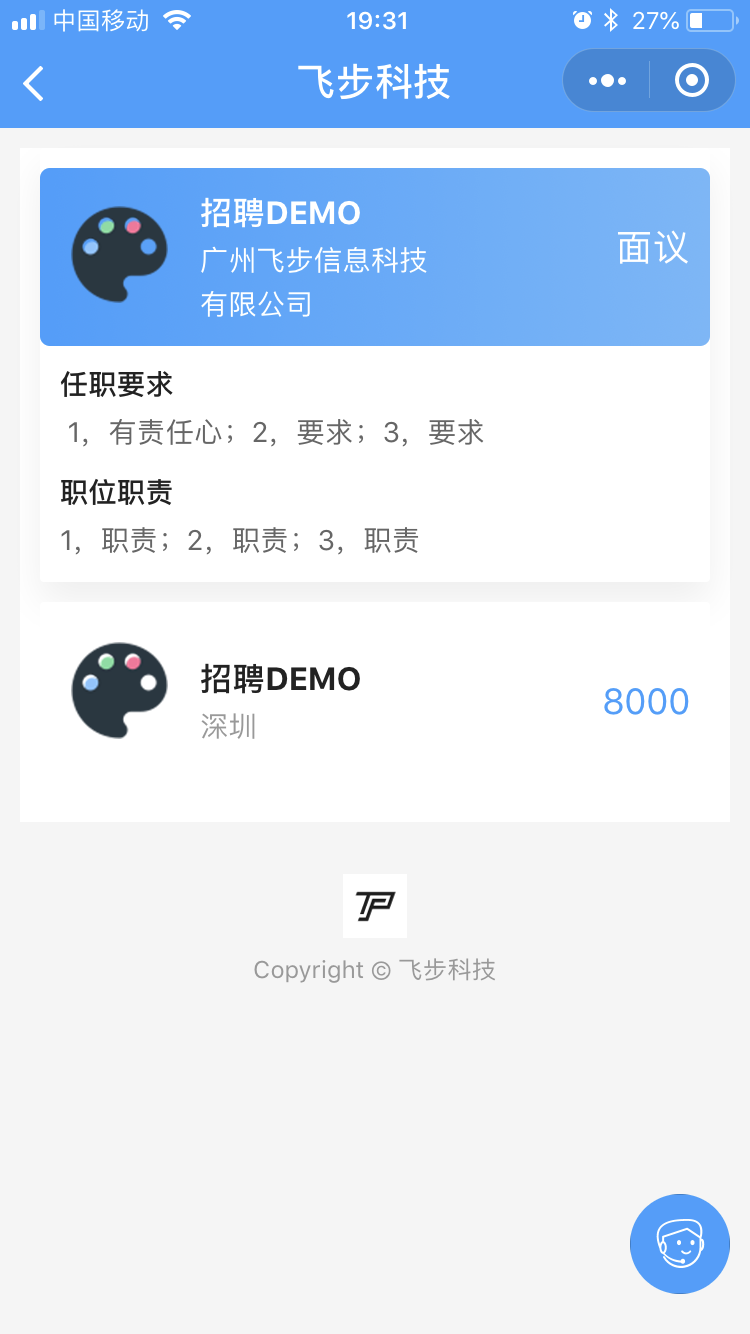 中国移动 19:31 27%
飞步科技
招聘DEMO
广州飞步信息科技
有限公司
面议
任职要求
1，有责任心；2，要求；3，要求
职位职责
1，职责；2，职责；3，职责
招聘DEMO
深圳
8000
Copyright © 飞步科技